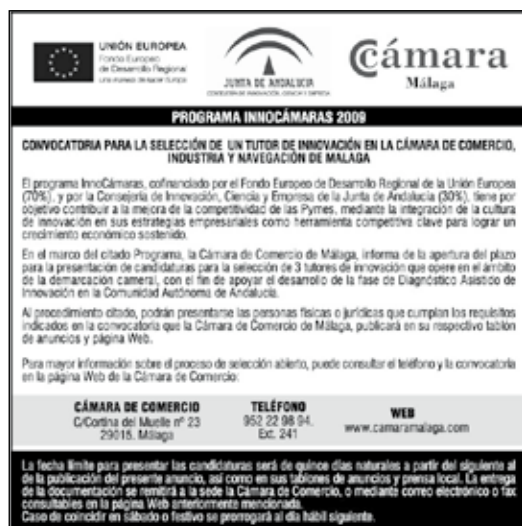 UNIÓN EUROPEA
Fondo Europeo
de Desarrollo Regional
JUNTA DE ANDALUCIA
CONSEJERÍA DE INNOVACIÓN, CIENCIA Y EMPRESA
Cámara
Málaga
PROGRAMA INNOCÁMARAS 2009
CONVOCATORIA PARA LA SELECCIÓN DE UN TUTOR DE INNOVACIÓN EN LA CÁMARA DE COMERCIO,
INDUSTRIA Y NAVEGACIÓN DE MALAGA
El programa InnoCámaras, cofinanciado por el Fondo Europeo de Desarrollo Regional de la Unión Europea
(70%), y por la Consejería de Innovación, Ciencia y Empresa de la Junta de Andalucía (30%), tiene por
objetivo contribuir a la mejora de la competitividad de las Pymes, mediante la integración de la cultura
de innovación en sus estrategias empresariales como herramienta competitiva clave para lograr un
crecimiento económico sostenido.
En el marco del citado Programa, la Cámara de Comercio de Málaga, informa de la apertura del plazo
para la presentación de candidaturas para la selección de 3 tutores de innovación que opere en el ámbito
de la demarcación cameral, con el fin de apoyar el desarrollo de la fase de Diagnóstico Asistido de
Innovación en la Comunidad Autónoma de Andalucía.
Al procedimiento citado, podrán presentarse las personas físicas o jurídicas que cumplan los requisitos
indicados en la convocatoria que la Cámara de Comercio de Málaga, publicará en su respectivo tablón
de anuncios y página Web.
Para mayor información sobre el proceso de selección abierto, puede consultar el teléfono y la convocatoria
en la página Web de la Cámara de Comercio:
CÁMARA DE COMERCIO
C/Cortina del Muelle nº 23
29015. Málaga
TELÉFONO
952 22 98 94.
Ext. 241
WEB
www.camaramalaga.com
La fecha límite para presentar las candidaturas será de quince días naturales a partir del siguiente al
de la publicación del presente anuncio, así como en sus tablones de anuncios y prensa local. La entrega
de la documentación se remitirá a la sede la Cámara de Comercio, o mediante correo electrónico o fax
consultables en la página Web anteriormente mencionada.
Caso de coincidir en sábado o festivo se prorrogará al día hábil siguiente.